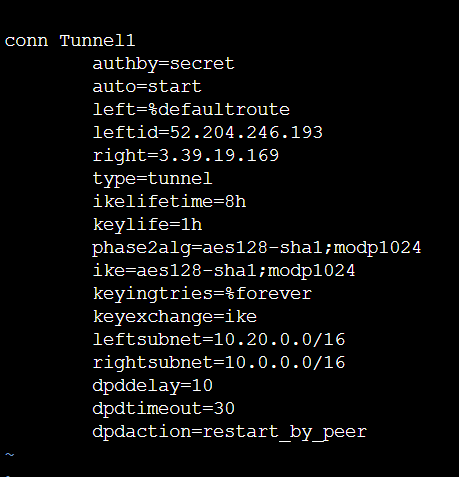 conn Tunnel1
authby=secret
auto=start
left=%defaultroute
leftid=52.204.246.193
right=3.39.19.169
type=tunnel
ikelifetime=8h
keylife=1h
phase2alg=aes128-sha1;modp1024
ike=aes128-sha1;modp1024
keyingtries=%forever
keyexchange=ike
leftsubnet=10.20.0.0/16
rightsubnet=10.0.0.0/16
dpddelay=10
dpdtimeout=30
dpdaction=restart_by_peer
~